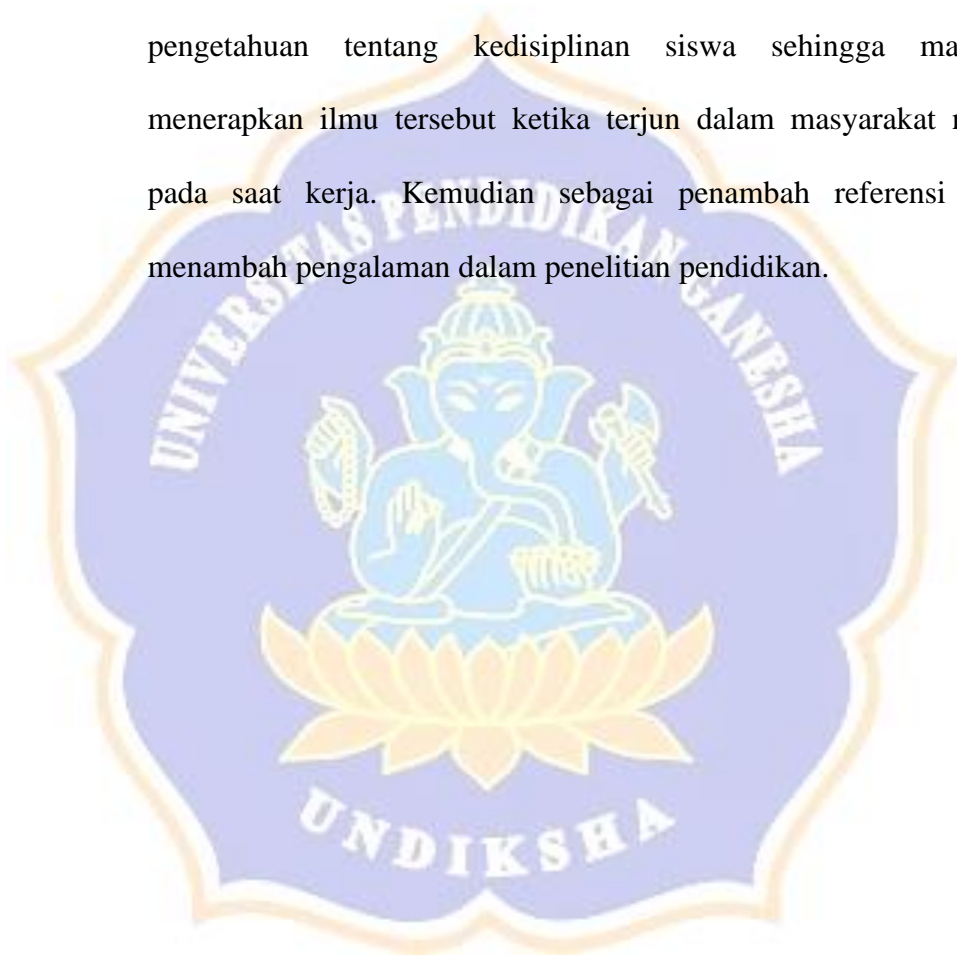 pengetahuan tentang kedisiplinan siswa sehingga ma
menerapkan ilmu tersebut ketika terjun dalam masyarakat
pada saat kerja. Kemudian sebagai penambah referensi
menambah pengalaman dalam penelitian pendidikan.
UNIVERSITAS PENDIDIKAN GANESHA
UNDIKSHA